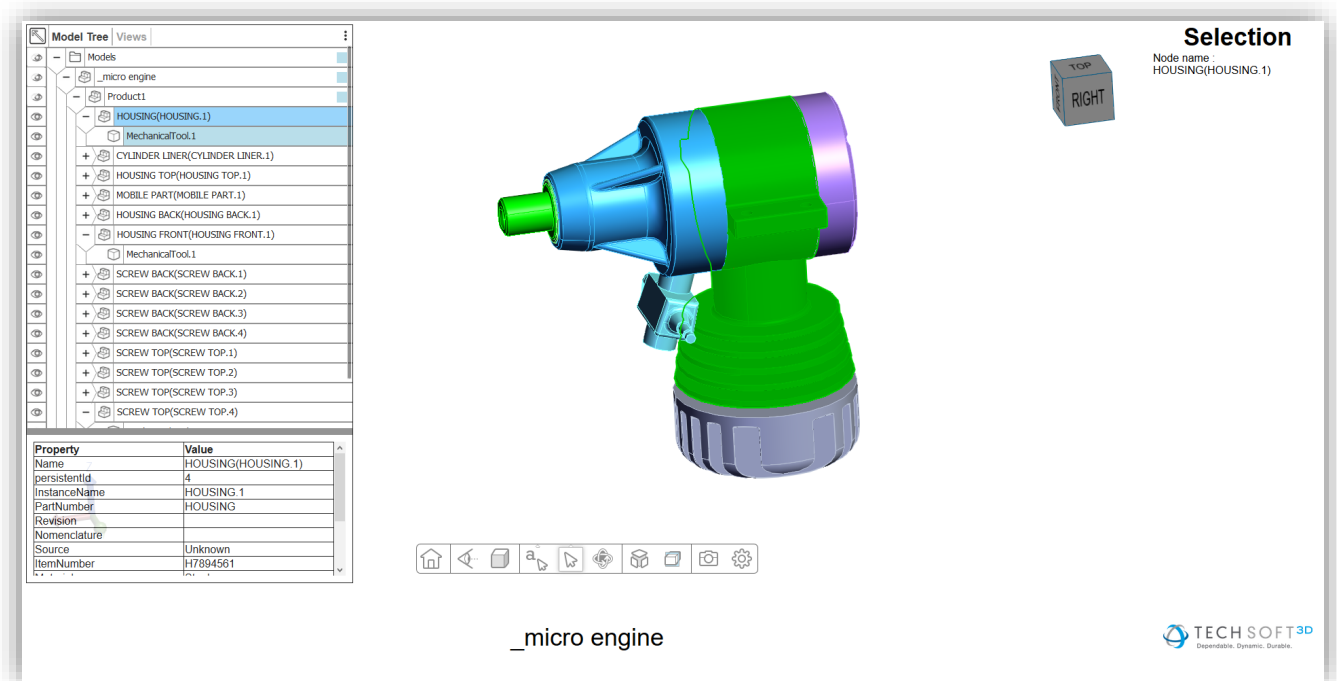 Model Tree Views
Models
_micro engine
Product1
HOUSING(HOUSING.1)
MechanicalTool.1
CYLINDER LINER(CYLINDER LINER.1)
HOUSING TOP(HOUSING TOP.1)
MOBILE PART(MOBILE PART.1)
HOUSING BACK(HOUSING BACK.1)
HOUSING FRONT(HOUSING FRONT.1)
MechanicalTool.1
SCREW BACK(SCREW BACK.1)
SCREW BACK(SCREW BACK.2)
SCREW BACK(SCREW BACK.3)
SCREW BACK(SCREW BACK.4)
SCREW TOP(SCREW TOP.1)
SCREW TOP(SCREW TOP.2)
SCREW TOP(SCREW TOP.3)
SCREW TOP(SCREW TOP.4)
Property Value
Name HOUSING(HOUSING.1)
persistentId 4
InstanceName HOUSING.1
PartNumber HOUSING
Revision
Nomenclature
Source Unknown
ItemNumber H7894561
TOP
RIGHT
Selection
Node name :
HOUSING(HOUSING.1)
a
_micro engine
TECH SOFT 3D
Dependable. Dynamic. Durable.